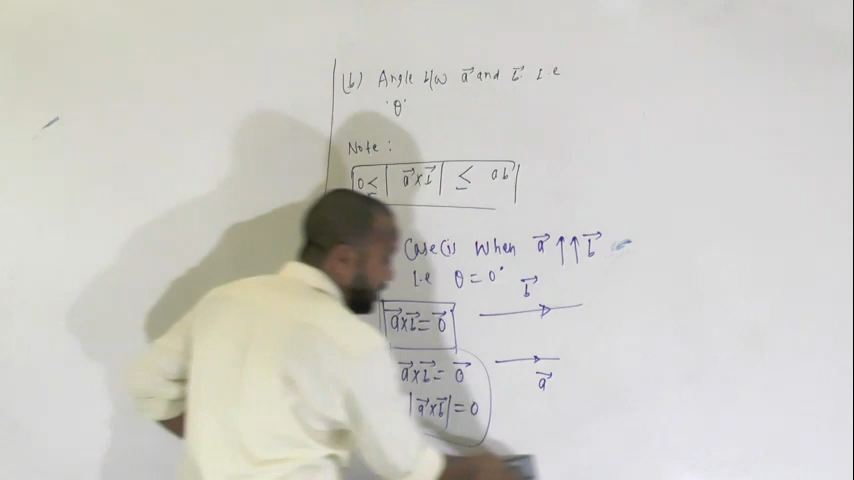 (b) Angle b/w a⃗ and b⃗ I.e
'θ'
Note :
0 ≤ | a⃗ x b⃗ | ≤ ab
Case (i) When a⃗ ↑↑ b⃗
I.e θ = 0°
b⃗
a⃗ x b⃗ = 0⃗
a⃗ x b⃗ = 0⃗
a⃗
| a⃗ x b⃗ | = 0